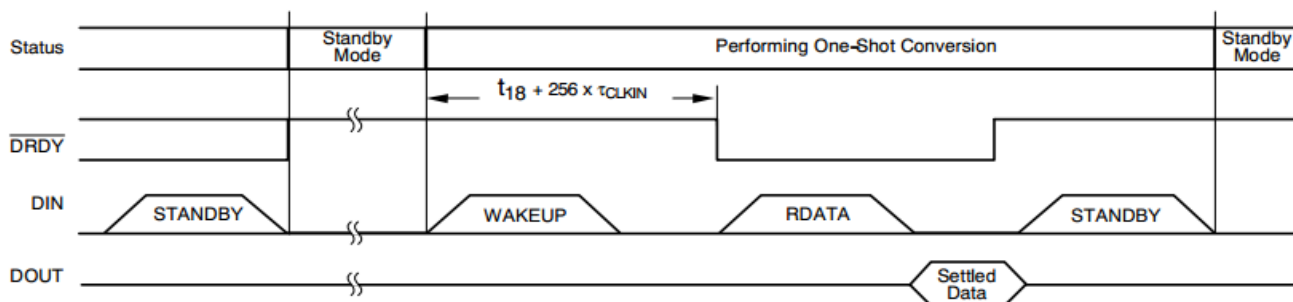 Status
Standby
Mode
Performing One-Shot Conversion
Standby
Mode
t18 + 256 x τCLKIN
DRDY
DIN
STANDBY
WAKEUP
RDATA
STANDBY
DOUT
Settled
Data